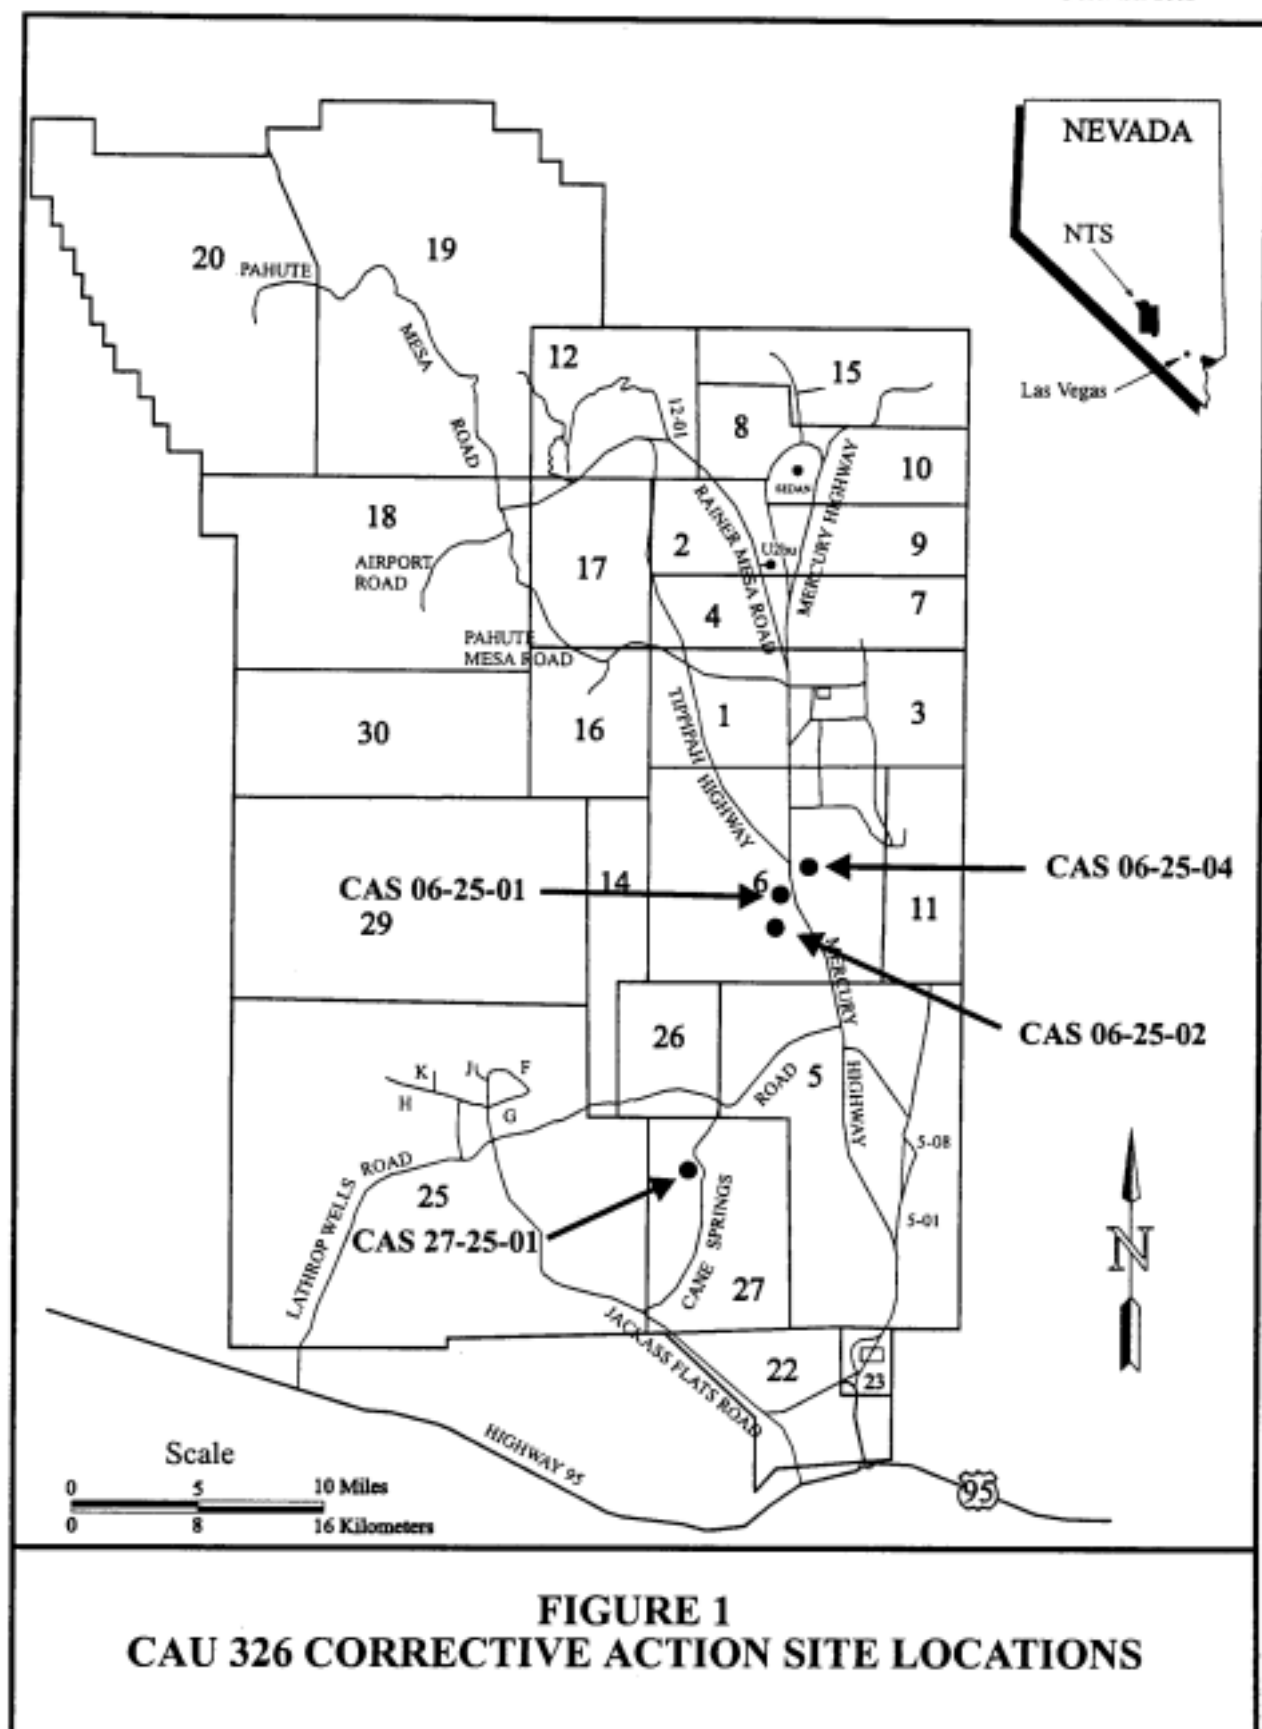 NEVADA
NTS
Las Vegas
20
19
PAHUTE
MESA
ROAD
12
12-01
15
8
10
SEDAN
MERCURY HIGHWAY
RAINER MESA ROAD
18
AIRPORT
ROAD
17
2
U2bu
9
7
4
PAHUTE
MESA ROAD
30
16
1
3
TIPPIPAH HIGHWAY
CAS 06-25-04
CAS 06-25-01
14
6
11
29
MERCURY
HIGHWAY
CAS 06-25-02
26
5
ROAD
K
J
F
H
G
5-08
5-01
LATHROP WELLS ROAD
25
CAS 27-25-01
CANE SPRINGS
27
N
JACKASS FLATS ROAD
22
23
HIGHWAY 95
95
Scale
0 5 10 Miles
0 8 16 Kilometers
FIGURE 1
CAU 326 CORRECTIVE ACTION SITE LOCATIONS